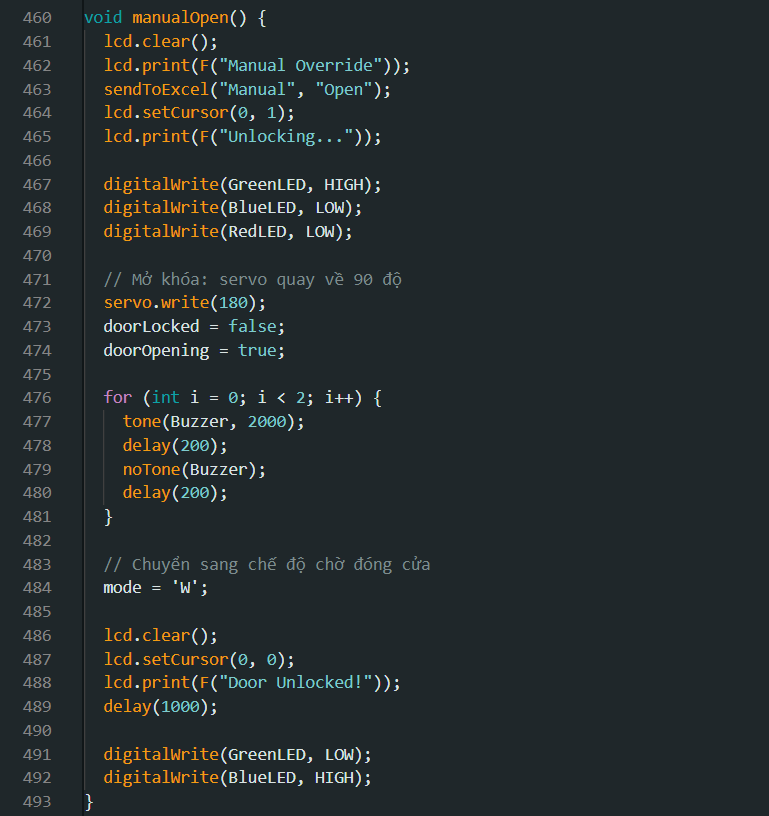 460 void manualOpen() {
461 lcd.clear();
462 lcd.print(F("Manual Override"));
463 sendToExcel("Manual", "Open");
464 lcd.setCursor(0, 1);
465 lcd.print(F("Unlocking..."));
466
467 digitalWrite(GreenLED, HIGH);
468 digitalWrite(BlueLED, LOW);
469 digitalWrite(RedLED, LOW);
470
471 // Mở khóa: servo quay về 90 độ
472 servo.write(180);
473 doorLocked = false;
474 doorOpening = true;
475
476 for (int i = 0; i < 2; i++) {
477 tone(Buzzer, 2000);
478 delay(200);
479 noTone(Buzzer);
480 delay(200);
481 }
482
483 // Chuyển sang chế độ chờ đóng cửa
484 mode = 'W';
485
486 lcd.clear();
487 lcd.setCursor(0, 0);
488 lcd.print(F("Door Unlocked!"));
489 delay(1000);
490
491 digitalWrite(GreenLED, LOW);
492 digitalWrite(BlueLED, HIGH);
493 }